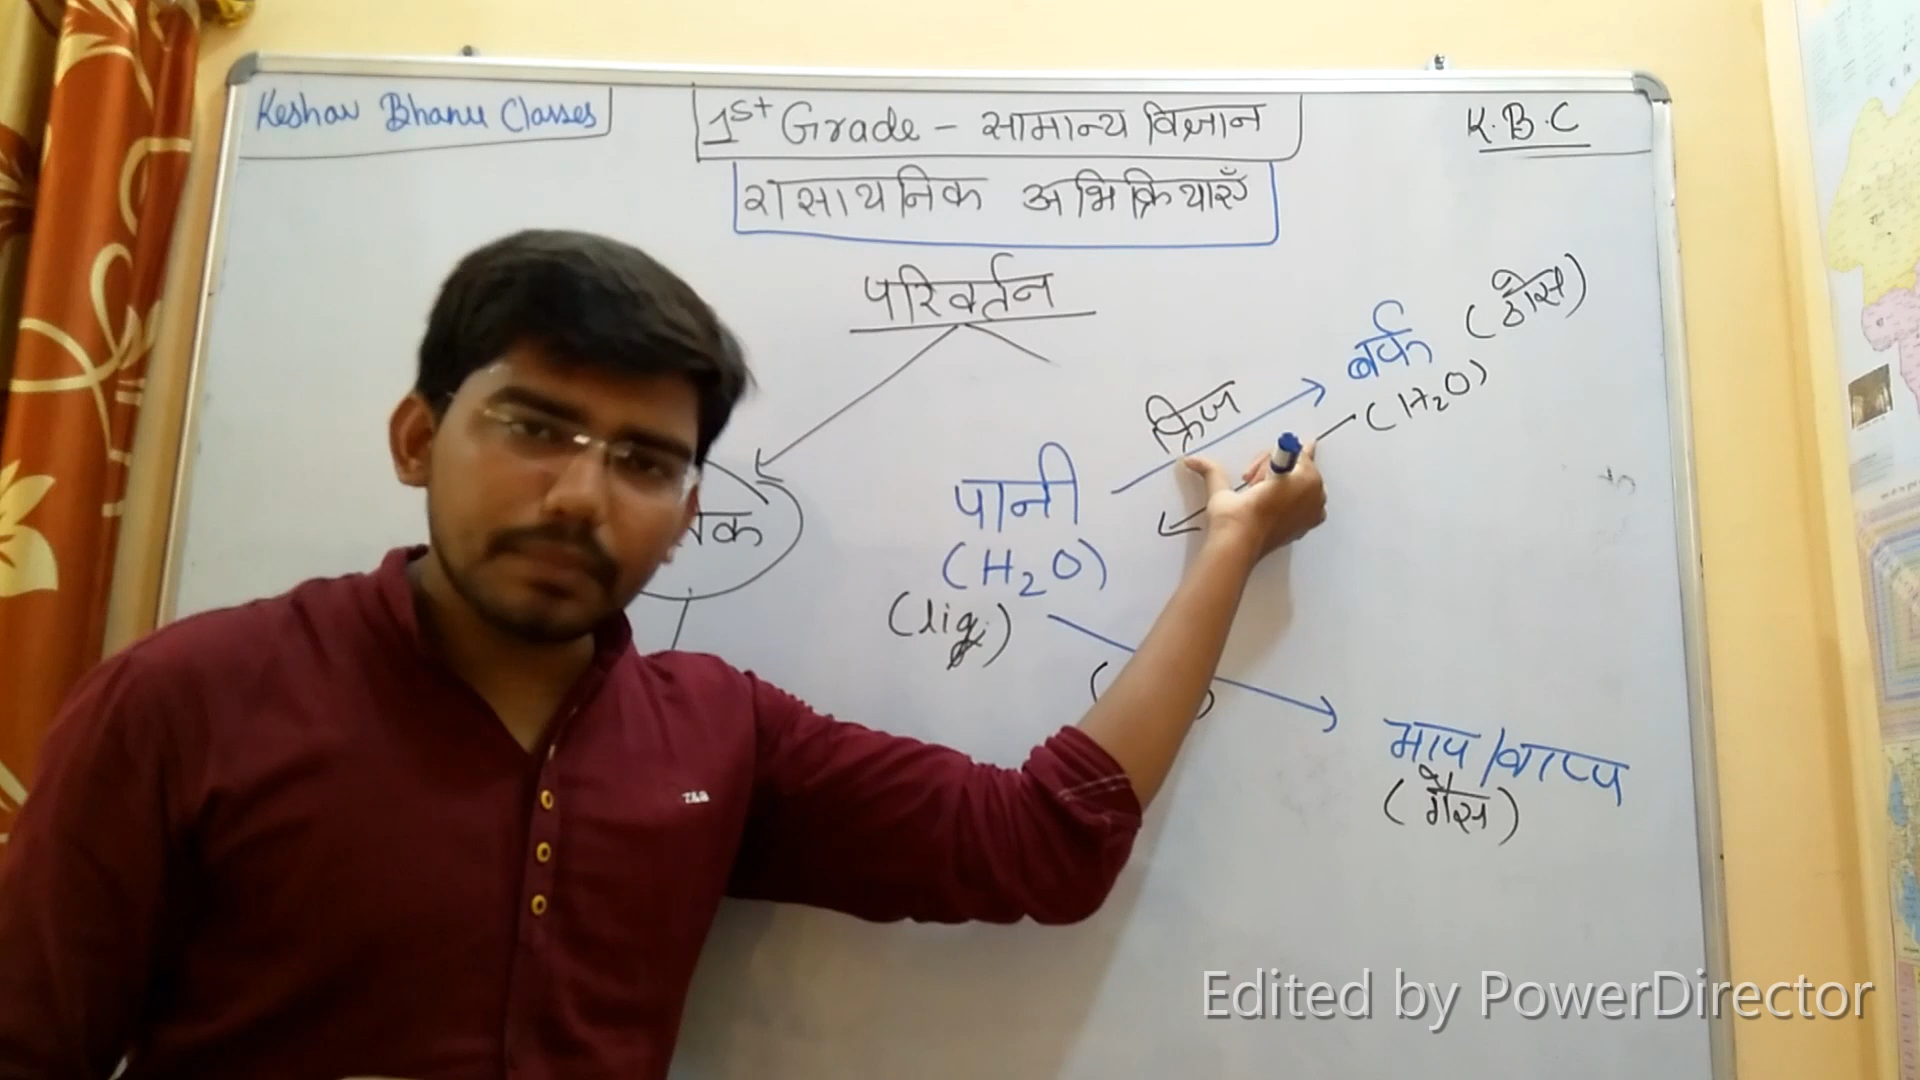 Keshav Bhanu Classes
1st Grade - सामान्य विज्ञान
K.B.C
रासायनिक अभिक्रियाएँ
परिवर्तन
बर्फ (ठोस)
(H2O)
फ्रिज
पानी
(H2O)
(liq)
भाप/वाष्प
(गैस)
T&B
Edited by PowerDirector